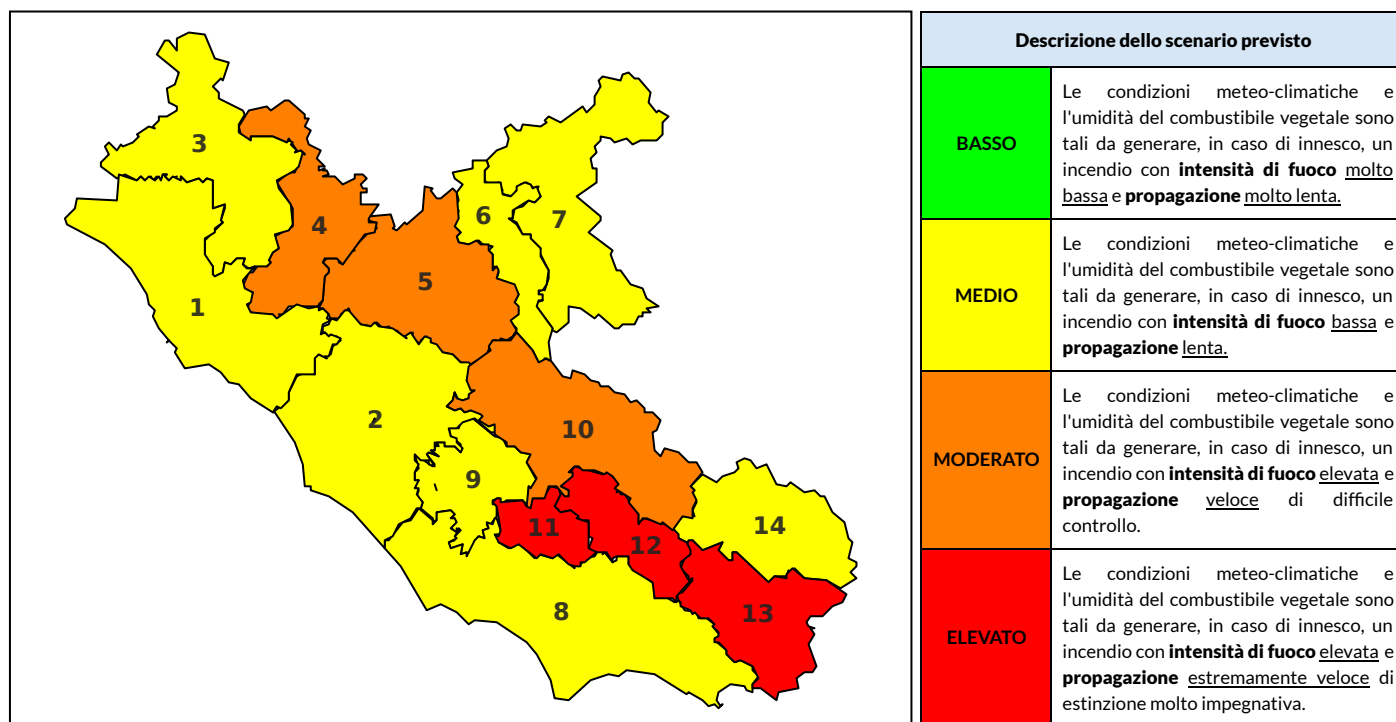 3
4
6
7
5
1
2
10
9
11
12
14
8
13
Descrizione dello scenario previsto
BASSO
Le condizioni meteo-climatiche e
l'umidità del combustibile vegetale sono
tali da generare, in caso di innesco, un
incendio con intensità di fuoco molto
bassa e propagazione molto lenta.
MEDIO
Le condizioni meteo-climatiche e
l'umidità del combustibile vegetale sono
tali da generare, in caso di innesco, un
incendio con intensità di fuoco bassa e
propagazione lenta.
MODERATO
Le condizioni meteo-climatiche e
l'umidità del combustibile vegetale sono
tali da generare, in caso di innesco, un
incendio con intensità di fuoco elevata e
propagazione veloce di difficile
controllo.
ELEVATO
Le condizioni meteo-climatiche e
l'umidità del combustibile vegetale sono
tali da generare, in caso di innesco, un
incendio con intensità di fuoco elevata e
propagazione estremamente veloce di
estinzione molto impegnativa.